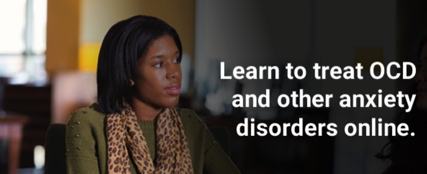 Learn to treat OCD
and other anxiety
disorders online.